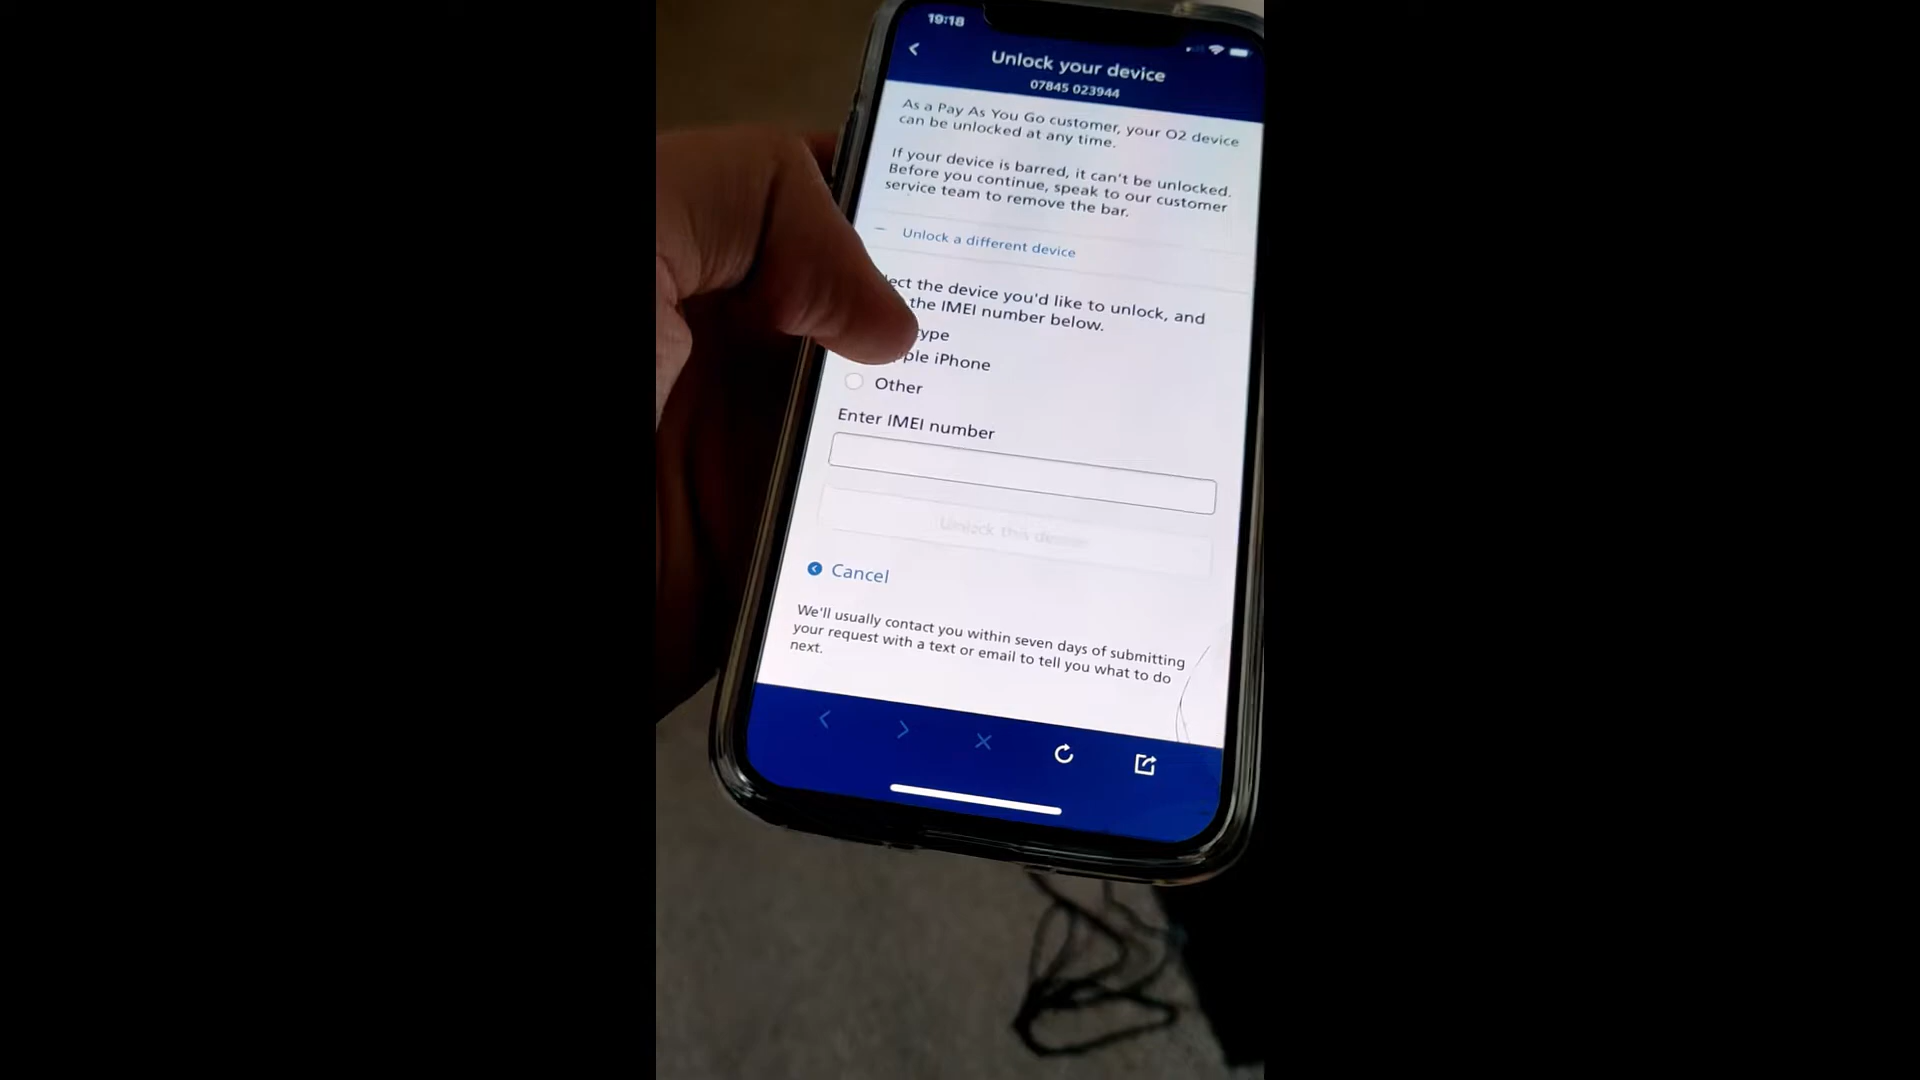 19:18
Unlock your device
07845 023944
As a Pay As You Go customer, your O2 device
can be unlocked at any time.
If your device is barred, it can't be unlocked.
Before you continue, speak to our customer
service team to remove the bar.
Unlock a different device
ect the device you'd like to unlock, and
the IMEI number below.
type
ple iPhone
Other
Enter IMEI number
Unlock this device
Cancel
We'll usually contact you within seven days of submitting
your request with a text or email to tell you what to do
next.